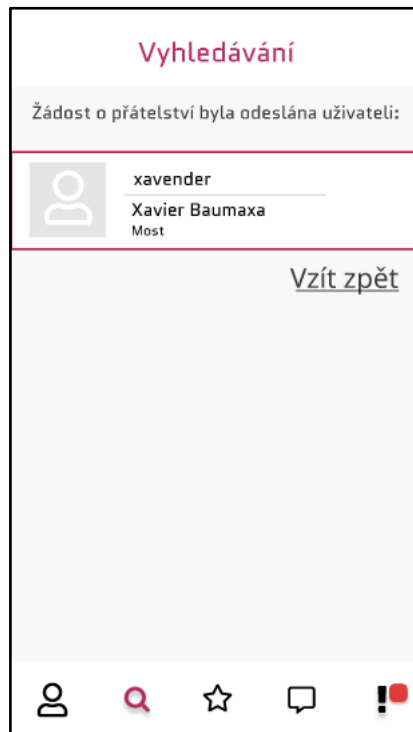 Vyhledávání
Žádost o přátelství byla odeslána uživateli:
xavender
Xavier Baumaxa
Most
Vzít zpět